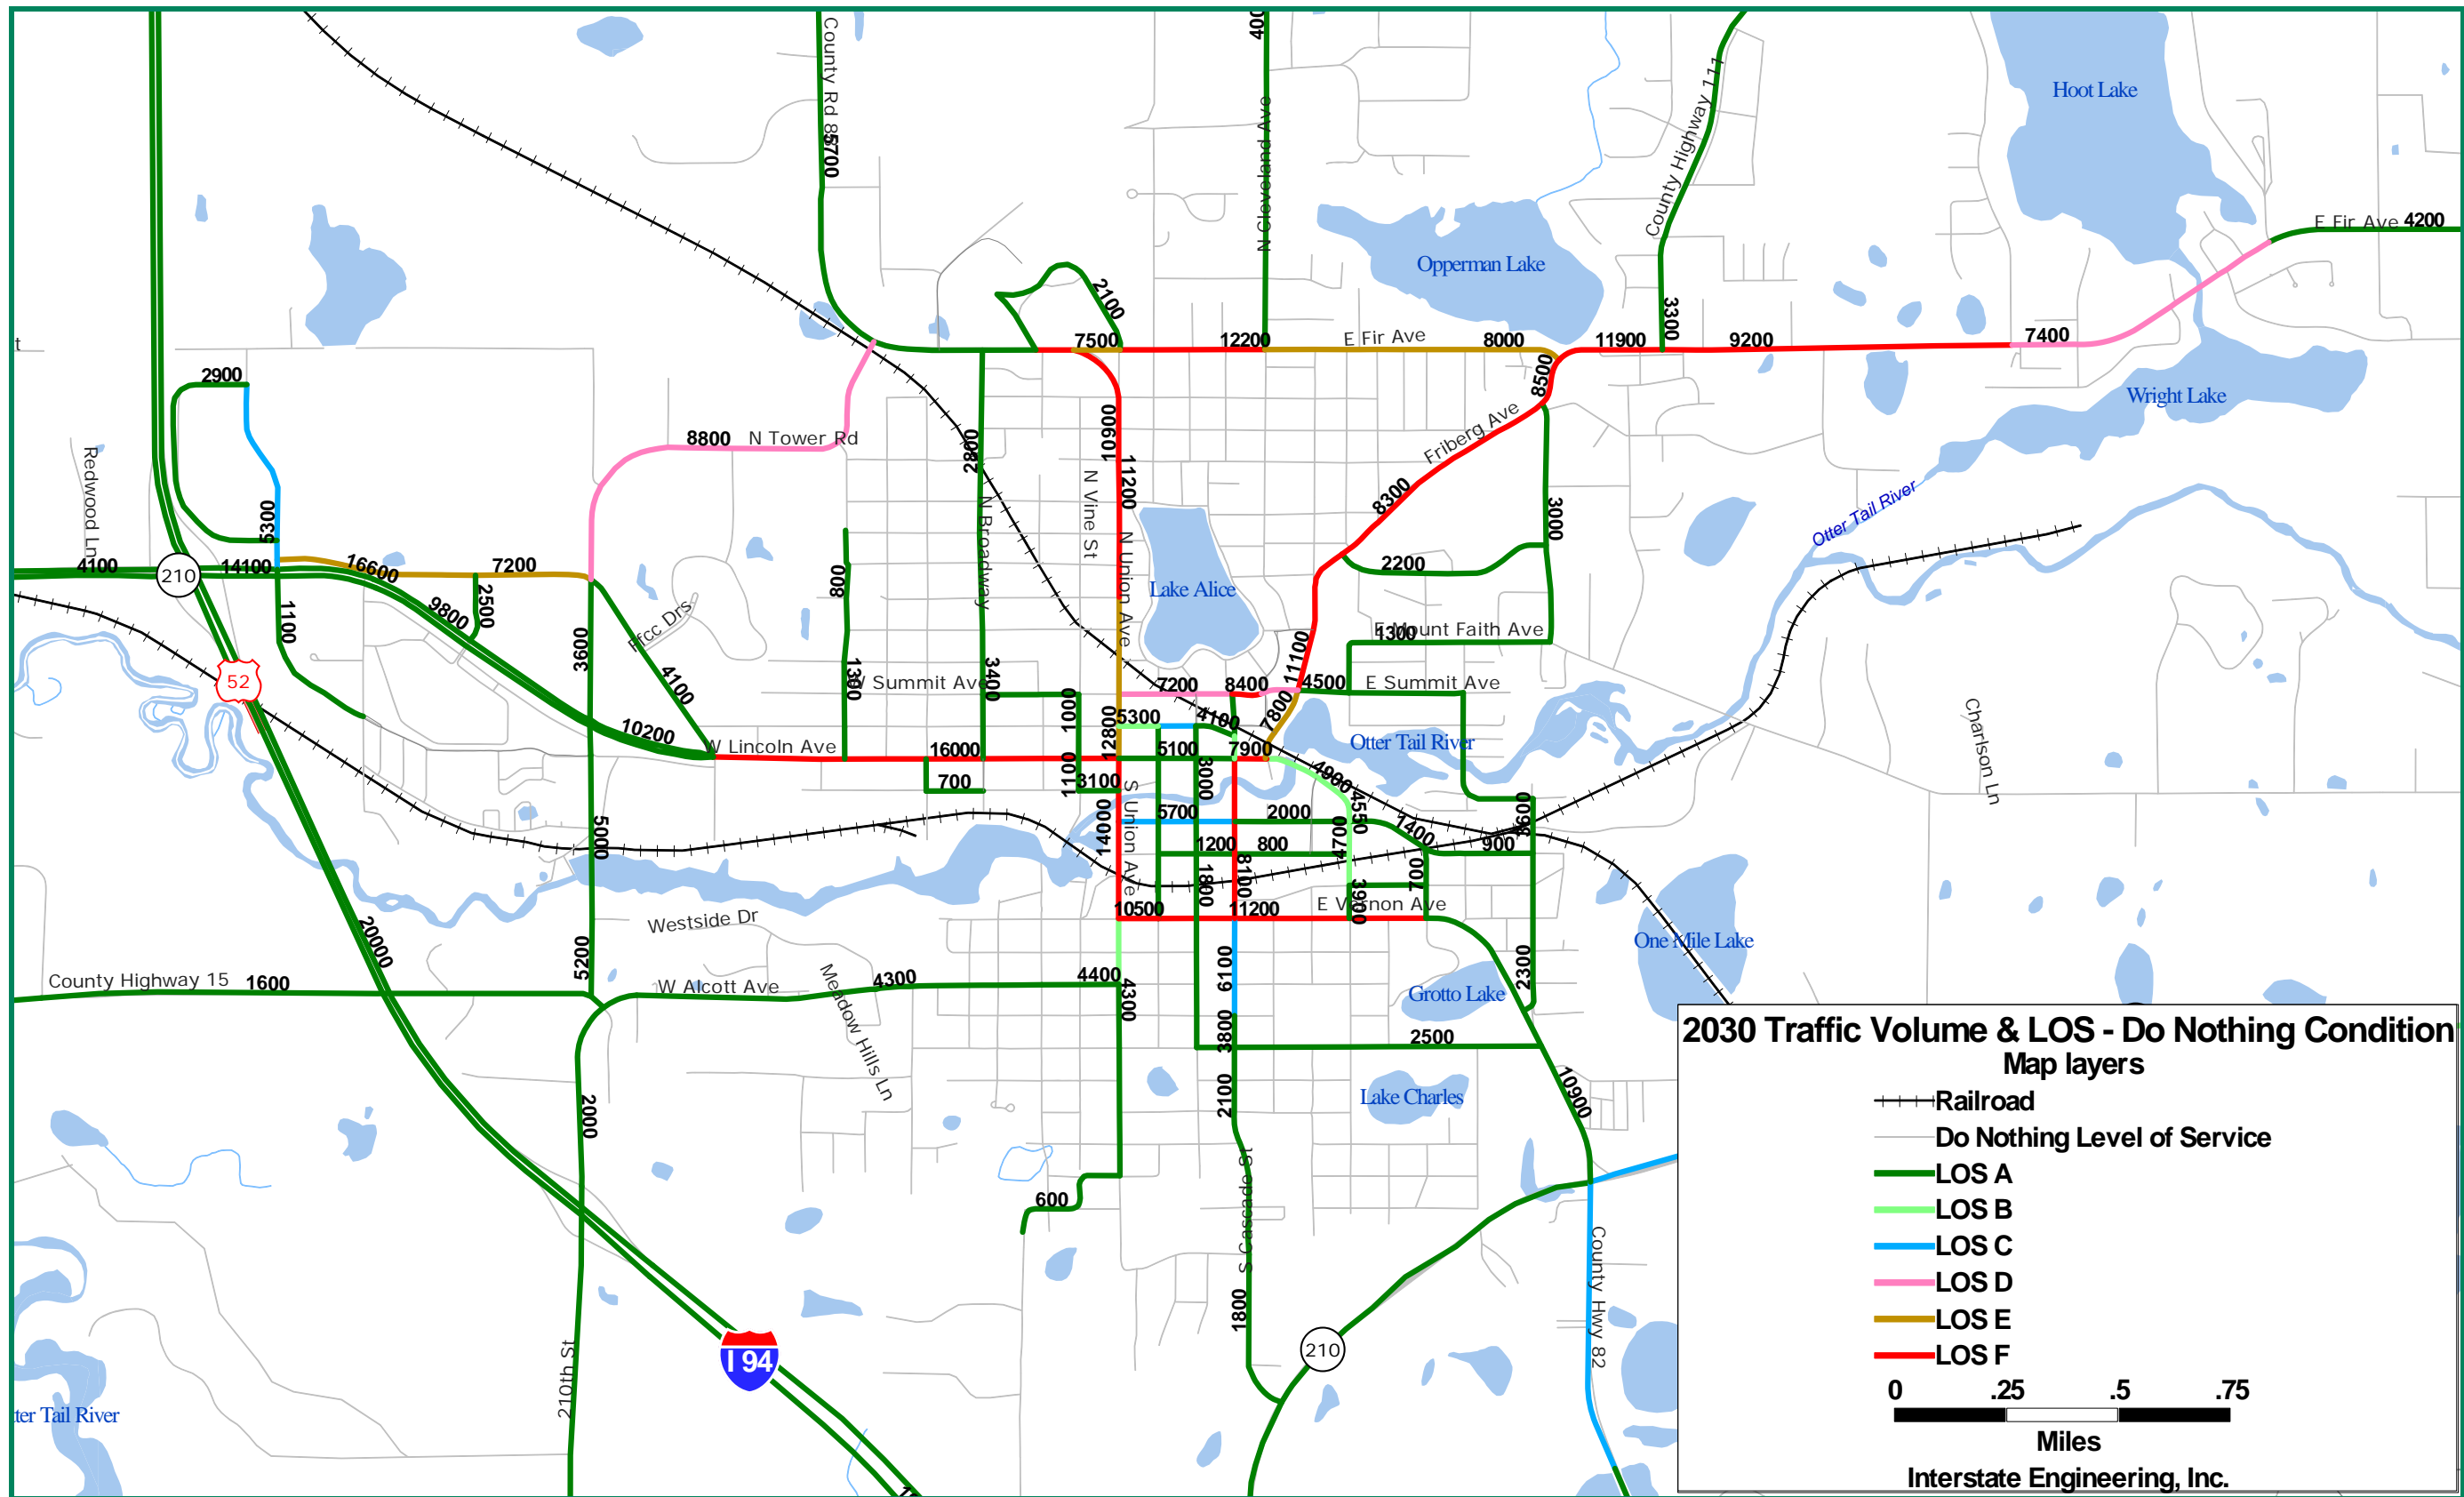 County Rd 88
5700
400
N Cleveland Ave
County Highway 111
Hoot Lake
E Fir Ave 4200
Opperman Lake
2100
3300
7500
12200
E Fir Ave
8000
11900
9200
7400
8500
Wright Lake
2900
Redwood Ln
8800 N Tower Rd
2800
10900
11200
N Vine St
Friberg Ave
8300
3000
Otter Tail River
5300
4100
210
14100
16600
7200
2500
9800
1100
3600
Ffcc Drs
4100
800
N Broadway
N Union Ave
Lake Alice
2200
E Mount Faith Ave
1300
52
1300
W Summit Ave
3400
1000
7200
8400
11100
4500
E Summit Ave
7800
5300
4100
12800
10200
W Lincoln Ave
16000
5100
7900
Otter Tail River
Charlson Ln
700
1100
3100
3000
4900
4550
S Union Ave
14000
5700
2000
1400
3600
5000
1200
800
4700
900
8100
1800
700
3600
10500
11200
E Vernon Ave
Westside Dr
20000
5200
One Mile Lake
County Highway 15 1600
W Alcott Ave
4300
4400
4300
6100
2300
Grotto Lake
Meadow Hills Ln
3800
2500
2000
2100
Lake Charles
10900
600
S Cascade St
1800
County Hwy 82
210th St
I 94
210
ter Tail River
2030 Traffic Volume & LOS - Do Nothing Condition
Map layers
Railroad
Do Nothing Level of Service
LOS A
LOS B
LOS C
LOS D
LOS E
LOS F
0 .25 .5 .75
Miles
Interstate Engineering, Inc.